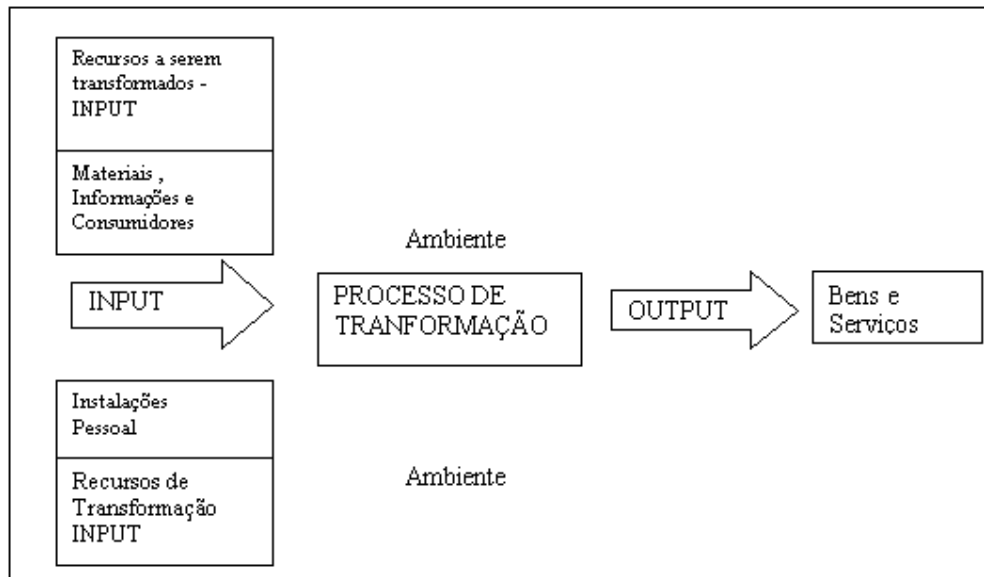 Recursos a serem
transformados -
INPUT
Materiais ,
Informações e
Consumidores
Ambiente
INPUT
PROCESSO DE
TRANFORMAÇÃO
OUTPUT
Bens e
Serviços
Instalações
Pessoal
Recursos de
Transformação
INPUT
Ambiente